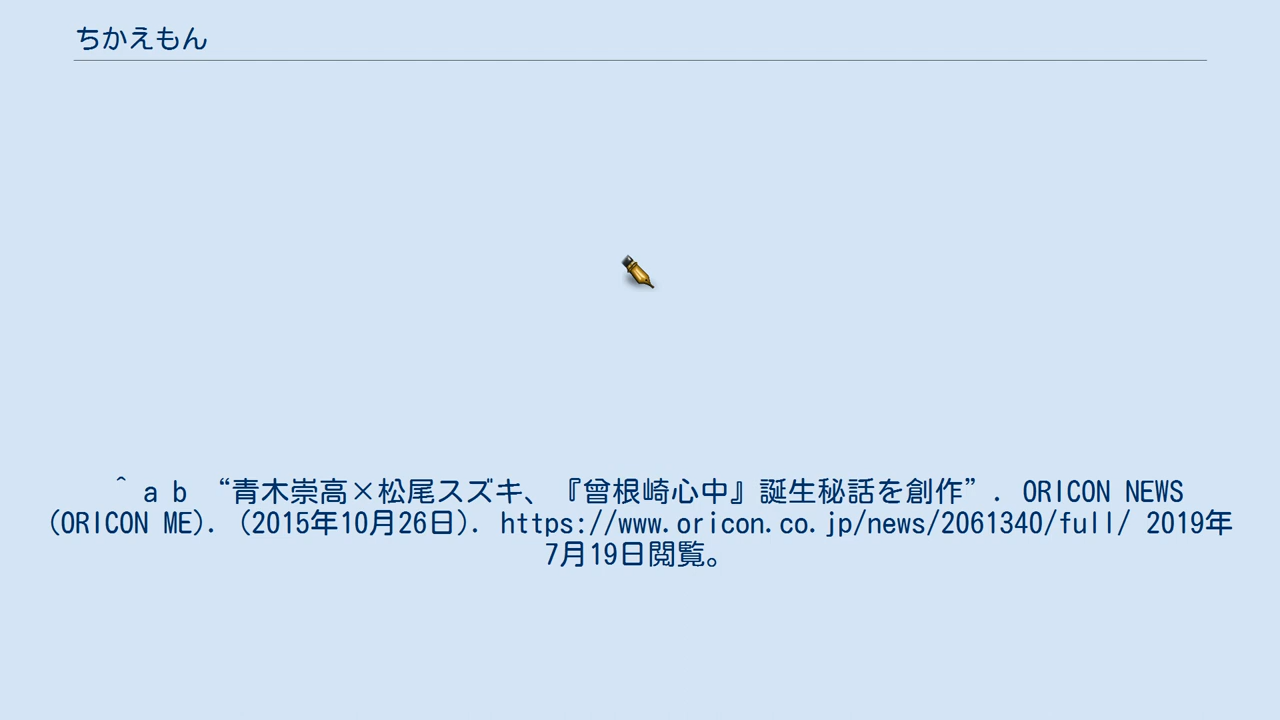 ちかえもん
^ a b “青木崇高×松尾スズキ、『曾根崎心中』誕生秘話を創作”. ORICON NEWS
(ORICON ME). (2015年10月26日). https://www.oricon.co.jp/news/2061340/full/ 2019年
7月19日閲覧。